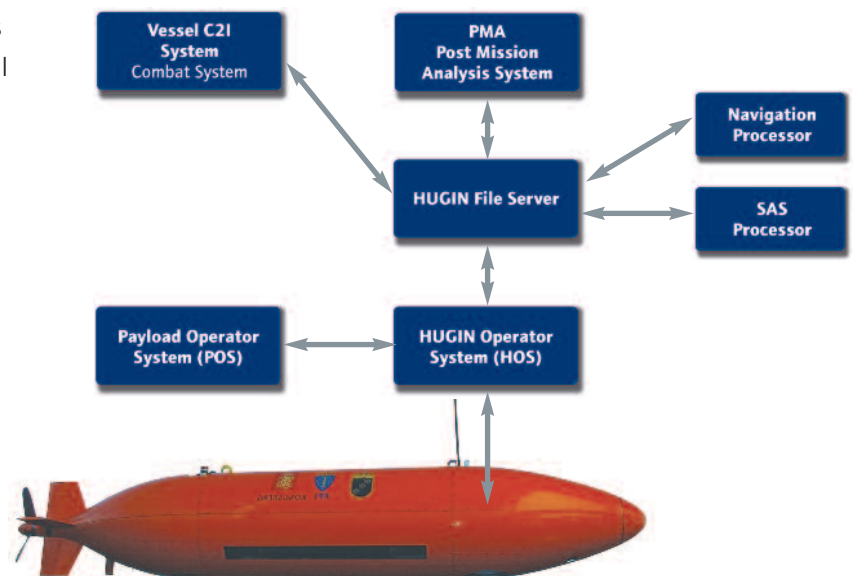 Vessel C2I
System
Combat System
PMA
Post Mission
Analysis System
Navigation
Processor
HUGIN File Server
SAS
Processor
Payload Operator
System (POS)
HUGIN Operator
System (HOS)